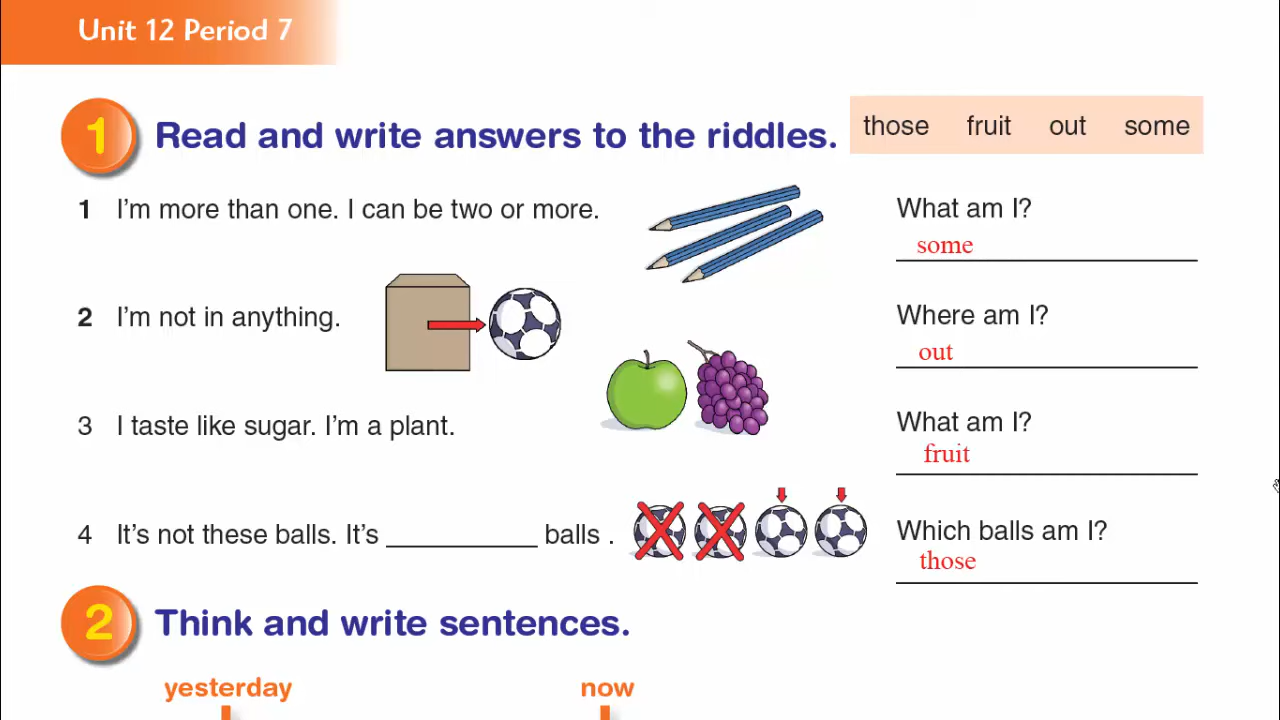 Unit 12 Period 7
1 Read and write answers to the riddles.
those fruit out some
1 I'm more than one. I can be two or more.
What am I?
some
2 I'm not in anything.
Where am I?
out
3 I taste like sugar. I'm a plant.
What am I?
fruit
4 It's not these balls. It's __________ balls .
Which balls am I?
those
2 Think and write sentences.
yesterday now